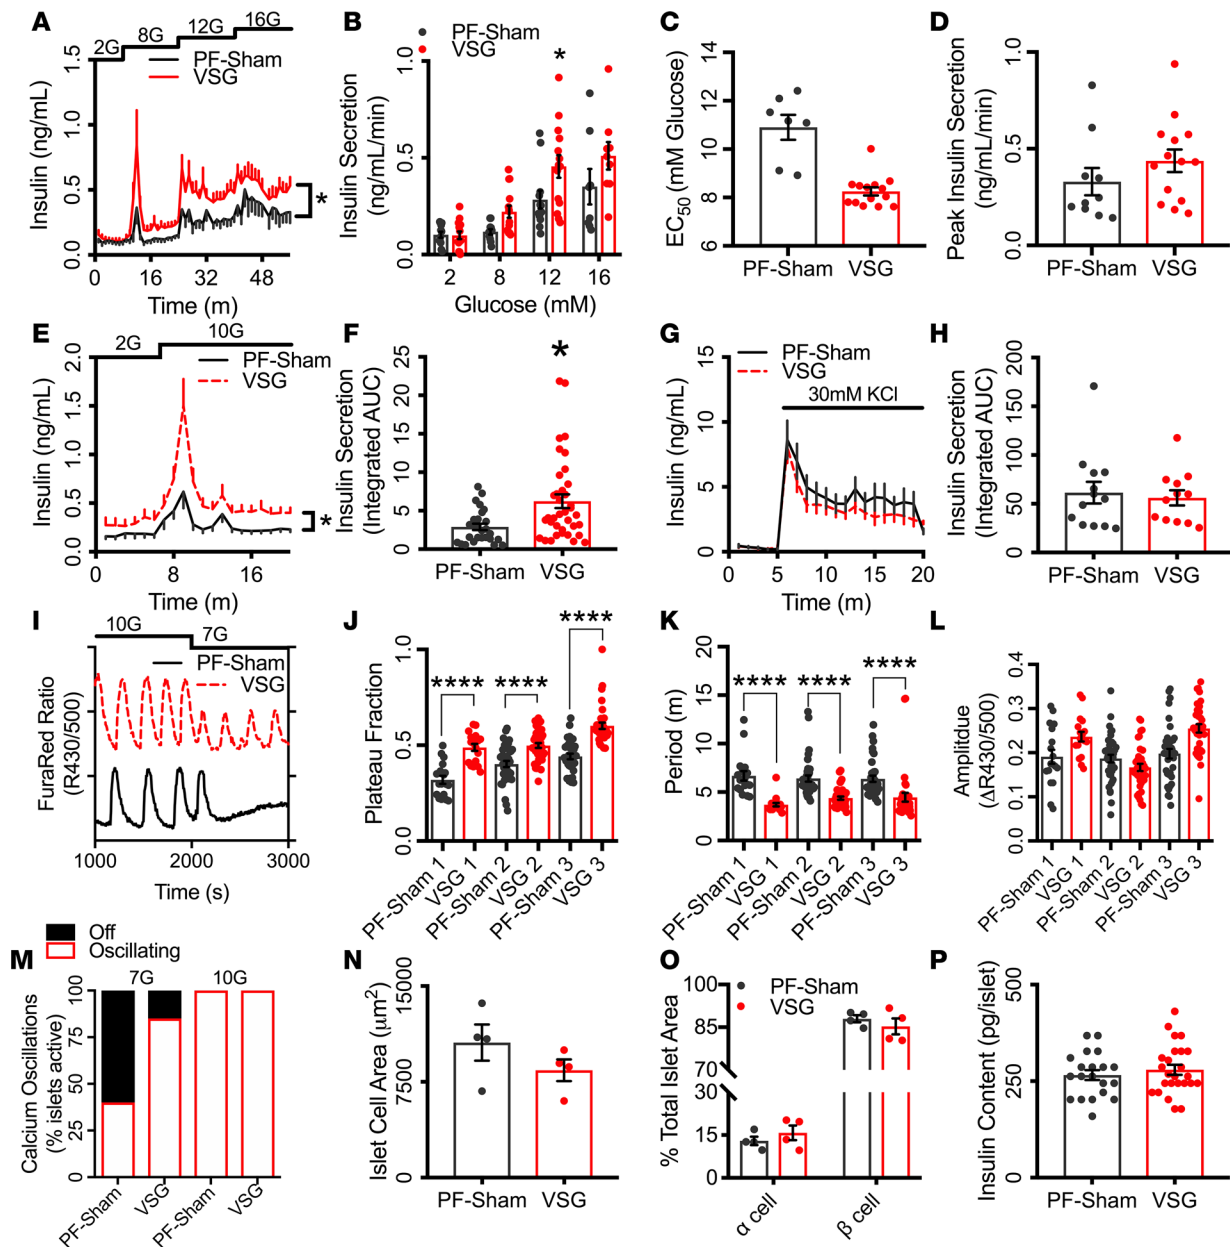 A
2G
8G
12G
16G
PF-Sham
VSG
Insulin (ng/mL)
1.5
1.0
0.5
0.0
0
16
32
48
Time (m)
B
PF-Sham
VSG
*
*
Insulin Secretion
(ng/mL/min)
1.0
0.5
0.0
2
8
12
16
Glucose (mM)
C
EC50 (mM Glucose)
14
12
10
8
6
PF-Sham
VSG
D
Peak Insulin Secretion
(ng/mL/min)
1.0
0.5
0.0
PF-Sham
VSG
E
2G
10G
PF-Sham
VSG
Insulin (ng/mL)
2.0
1.5
1.0
0.5
0.0
*
0
8
16
Time (m)
F
*
Insulin Secretion
(Integrated AUC)
25
20
15
10
5
0
PF-Sham
VSG
G
PF-Sham
VSG
30mM KCl
Insulin (ng/mL)
15
10
5
0
0
5
10
15
20
Time (m)
H
Insulin Secretion
(Integrated AUC)
200
150
100
50
0
PF-Sham
VSG
I
10G
7G
PF-Sham
VSG
FuraRed Ratio
(R430/500)
1000
2000
3000
Time (s)
J
****
****
****
Plateau Fraction
1.0
0.5
0.0
PF-Sham 1
VSG 1
PF-Sham 2
VSG 2
PF-Sham 3
VSG 3
K
****
****
****
Period (m)
20
15
10
5
0
PF-Sham 1
VSG 1
PF-Sham 2
VSG 2
PF-Sham 3
VSG 3
L
Amplitdue
(ΔR430/500)
0.4
0.3
0.2
0.1
0.0
PF-Sham 1
VSG 1
PF-Sham 2
VSG 2
PF-Sham 3
VSG 3
M
Off
Oscillating
7G
10G
Calcium Oscillations
(% islets active)
100
75
50
25
0
PF-Sham
VSG
PF-Sham
VSG
N
Islet Cell Area (µm2)
15000
7500
0
PF-Sham
VSG
O
PF-Sham
VSG
% Total Islet Area
100
85
70
30
15
0
α cell
β cell
P
Insulin Content (pg/islet)
500
250
0
PF-Sham
VSG